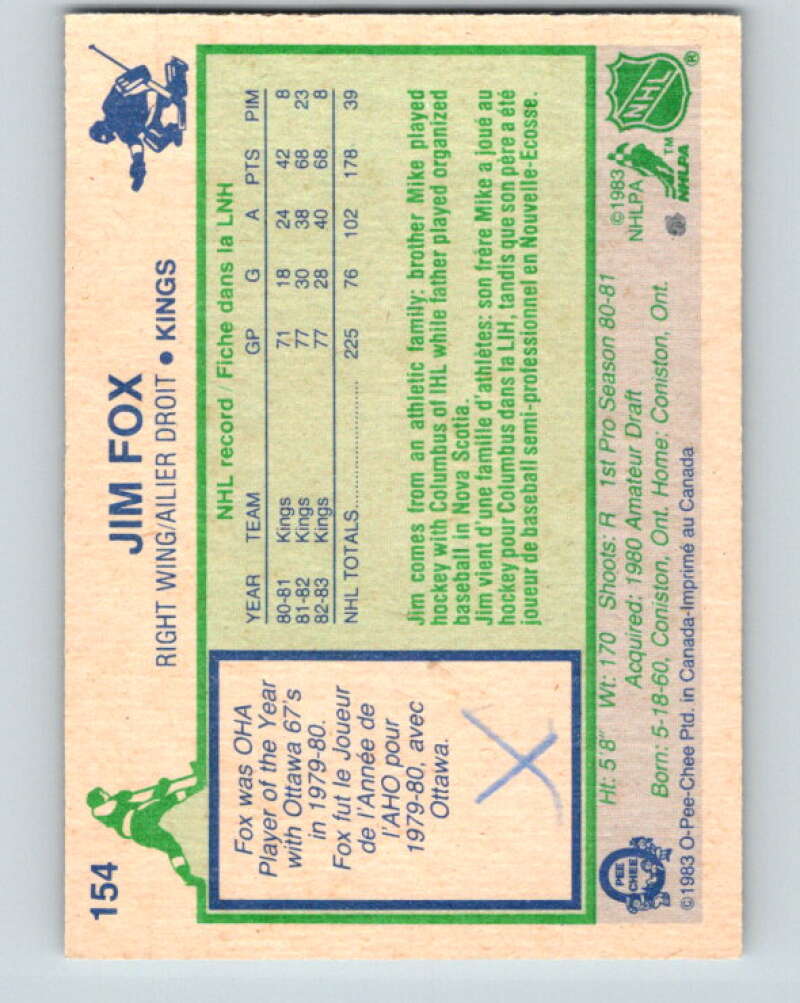 154
JIM FOX
RIGHT WING/AILIER DROIT • KINGS
Fox was OHA
Player of the Year
with Ottawa 67's
in 1979-80.
Fox fut le Joueur
de l'Année de
l'AHO pour
1979-80, avec
Ottawa.
X
NHL record / Fiche dans la LNH
YEAR TEAM GP G A PTS PIM
80-81 Kings 71 18 24 42 8
81-82 Kings 77 30 38 68 23
82-83 Kings 77 28 40 68 8
NHL TOTALS 225 76 102 178 39
Jim comes from an athletic family: brother Mike played
hockey with Columbus of IHL while father played organized
baseball in Nova Scotia.
Jim vient d'une famille d'athlètes: son frère Mike a joué au
hockey pour Columbus dans la LIH, tandis que son père a été
joueur de baseball semi-professionnel en Nouvelle-Ecosse.
Ht: 5'8" Wt: 170 Shoots: R 1st Pro Season 80-81
Acquired: 1980 Amateur Draft
Born: 5-18-60, Coniston, Ont. Home: Coniston, Ont.
©1983 O-Pee-Chee Ptd. in Canada-Imprimé au Canada
O
PEE
CHEE
©1983
NHLPA
NHL
®
TM
NHLPA